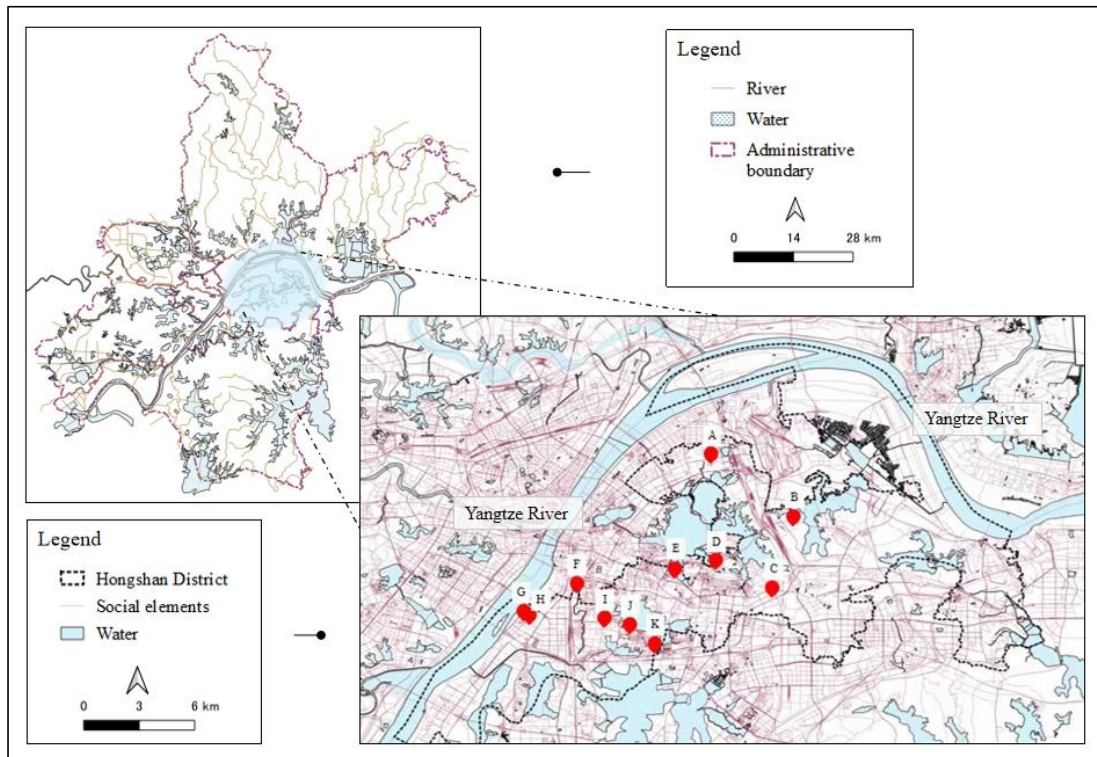 Legend
River
Water
Administrative
boundary
0 14 28 km
Yangtze River
Yangtze River
A
B
C
D
E
F
G
H
I
J
K
Legend
Hongshan District
Social elements
Water
0 3 6 km